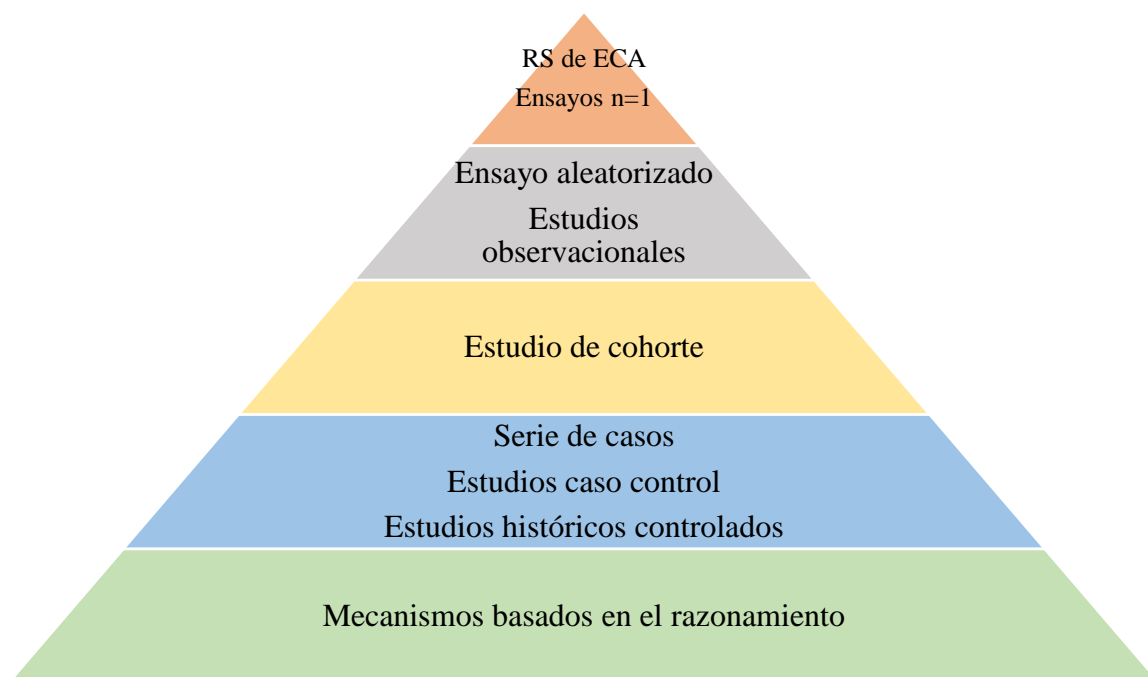 RS de ECA
Ensayos n=1
Ensayo aleatorizado
Estudios
observacionales
Estudio de cohorte
Serie de casos
Estudios caso control
Estudios históricos controlados
Mecanismos basados en el razonamiento